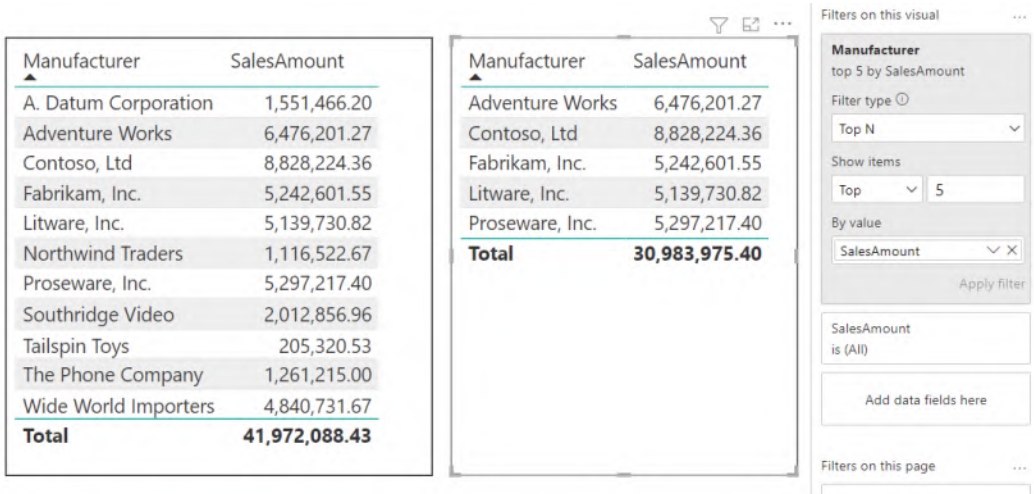 Manufacturer SalesAmount
A. Datum Corporation 1,551,466.20
Adventure Works 6,476,201.27
Contoso, Ltd 8,828,224.36
Fabrikam, Inc. 5,242,601.55
Litware, Inc. 5,139,730.82
Northwind Traders 1,116,522.67
Proseware, Inc. 5,297,217.40
Southridge Video 2,012,856.96
Tailspin Toys 205,320.53
The Phone Company 1,261,215.00
Wide World Importers 4,840,731.67
Total 41,972,088.43
Manufacturer SalesAmount
Adventure Works 6,476,201.27
Contoso, Ltd 8,828,224.36
Fabrikam, Inc. 5,242,601.55
Litware, Inc. 5,139,730.82
Proseware, Inc. 5,297,217.40
Total 30,983,975.40
Filters on this visual ...
Manufacturer
top 5 by SalesAmount
Filter type
Top N
Show items
Top 5
By value
SalesAmount
Apply filter
SalesAmount
is (All)
Add data fields here
Filters on this page ...